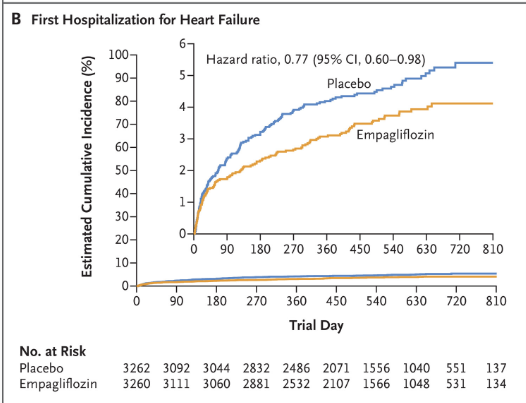 B First Hospitalization for Heart Failure
Estimated Cumulative Incidence (%)
100
90
80
70
60
50
40
30
20
10
0
6
5
4
3
2
1
0
Hazard ratio, 0.77 (95% CI, 0.60–0.98)
Placebo
Empagliflozin
0 90 180 270 360 450 540 630 720 810
0 90 180 270 360 450 540 630 720 810
Trial Day
No. at Risk
Placebo 3262 3092 3044 2832 2486 2071 1556 1040 551 137
Empagliflozin 3260 3111 3060 2881 2532 2107 1566 1048 531 134